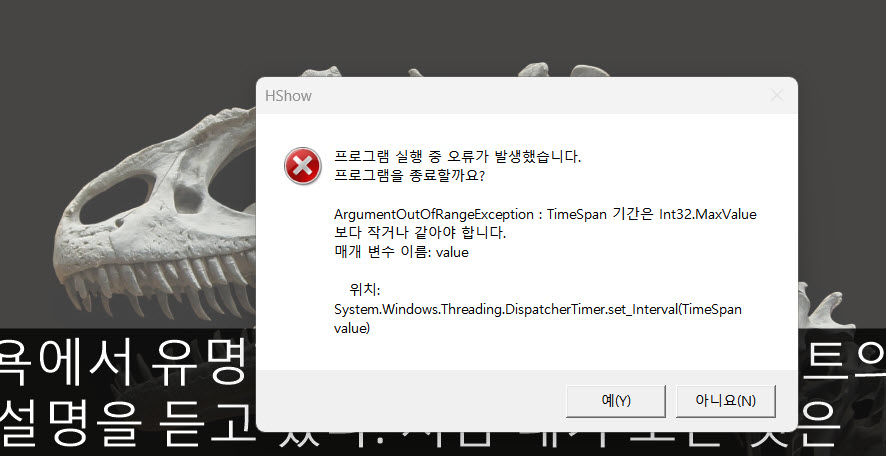 HShow
프로그램 실행 중 오류가 발생했습니다.
프로그램을 종료할까요?
ArgumentOutOfRangeException : TimeSpan 기간은 Int32.MaxValue
보다 작거나 같아야 합니다.
매개 변수 이름: value
위치:
System.Windows.Threading.DispatcherTimer.set_Interval(TimeSpan
value)
예(Y) 아니요(N)
욕에서 유명 트의
설명을 듣고 것은